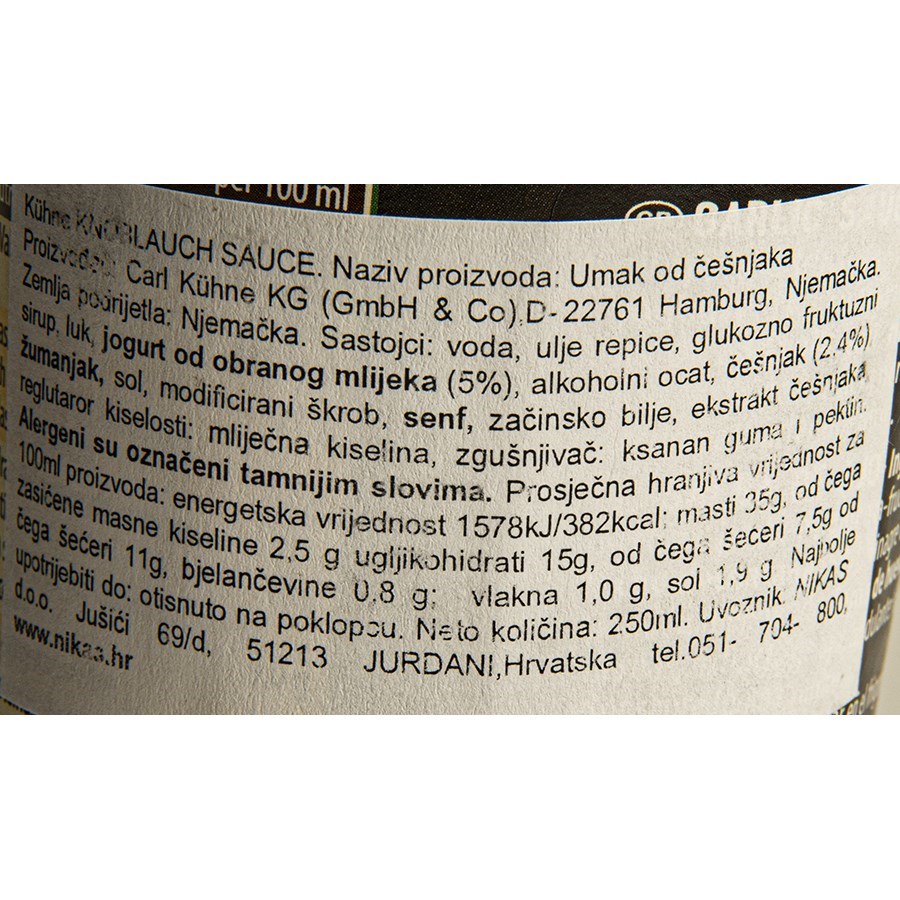 per 100 ml
GB
Kühne KNOBLAUCH SAUCE. Naziv proizvoda: Umak od češnjaka
Proizvođač: Carl Kühne KG (GmbH & Co),D-22761 Hamburg, Njemačka.
Zemlja podrijetla: Njemačka. Sastojci: voda, ulje repice, glukozno fruktuzni
sirup, luk, jogurt od obranog mlijeka (5%), alkoholni ocat, češnjak (2.4%)
žumanjak, sol, modificirani škrob, senf, začinsko bilje, ekstrakt češnjaka,
reglutaror kiselosti: mliječna kiselina, zgušnjivač: ksanan guma i pektin.
Alergeni su označeni tamnijim slovima. Prosječna hranjiva vrijednost za
100ml proizvoda: energetska vrijednost 1578kJ/382kcal; masti 35g, od čega
zasićene masne kiseline 2,5 g ugljikohidrati 15g, od čega šećeri 7,5g od
čega šećeri 11g, bjelančevine 0.8 g; vlakna 1,0 g, sol 1,9 g Najbolje
upotrijebiti do: otisnuto na poklopcu. Neto količina: 250ml. Uvoznik: NIKAS
d.o.o. Jušići 69/d, 51213 JURDANI,Hrvatska tel.051- 704- 800,
www.nikas.hr